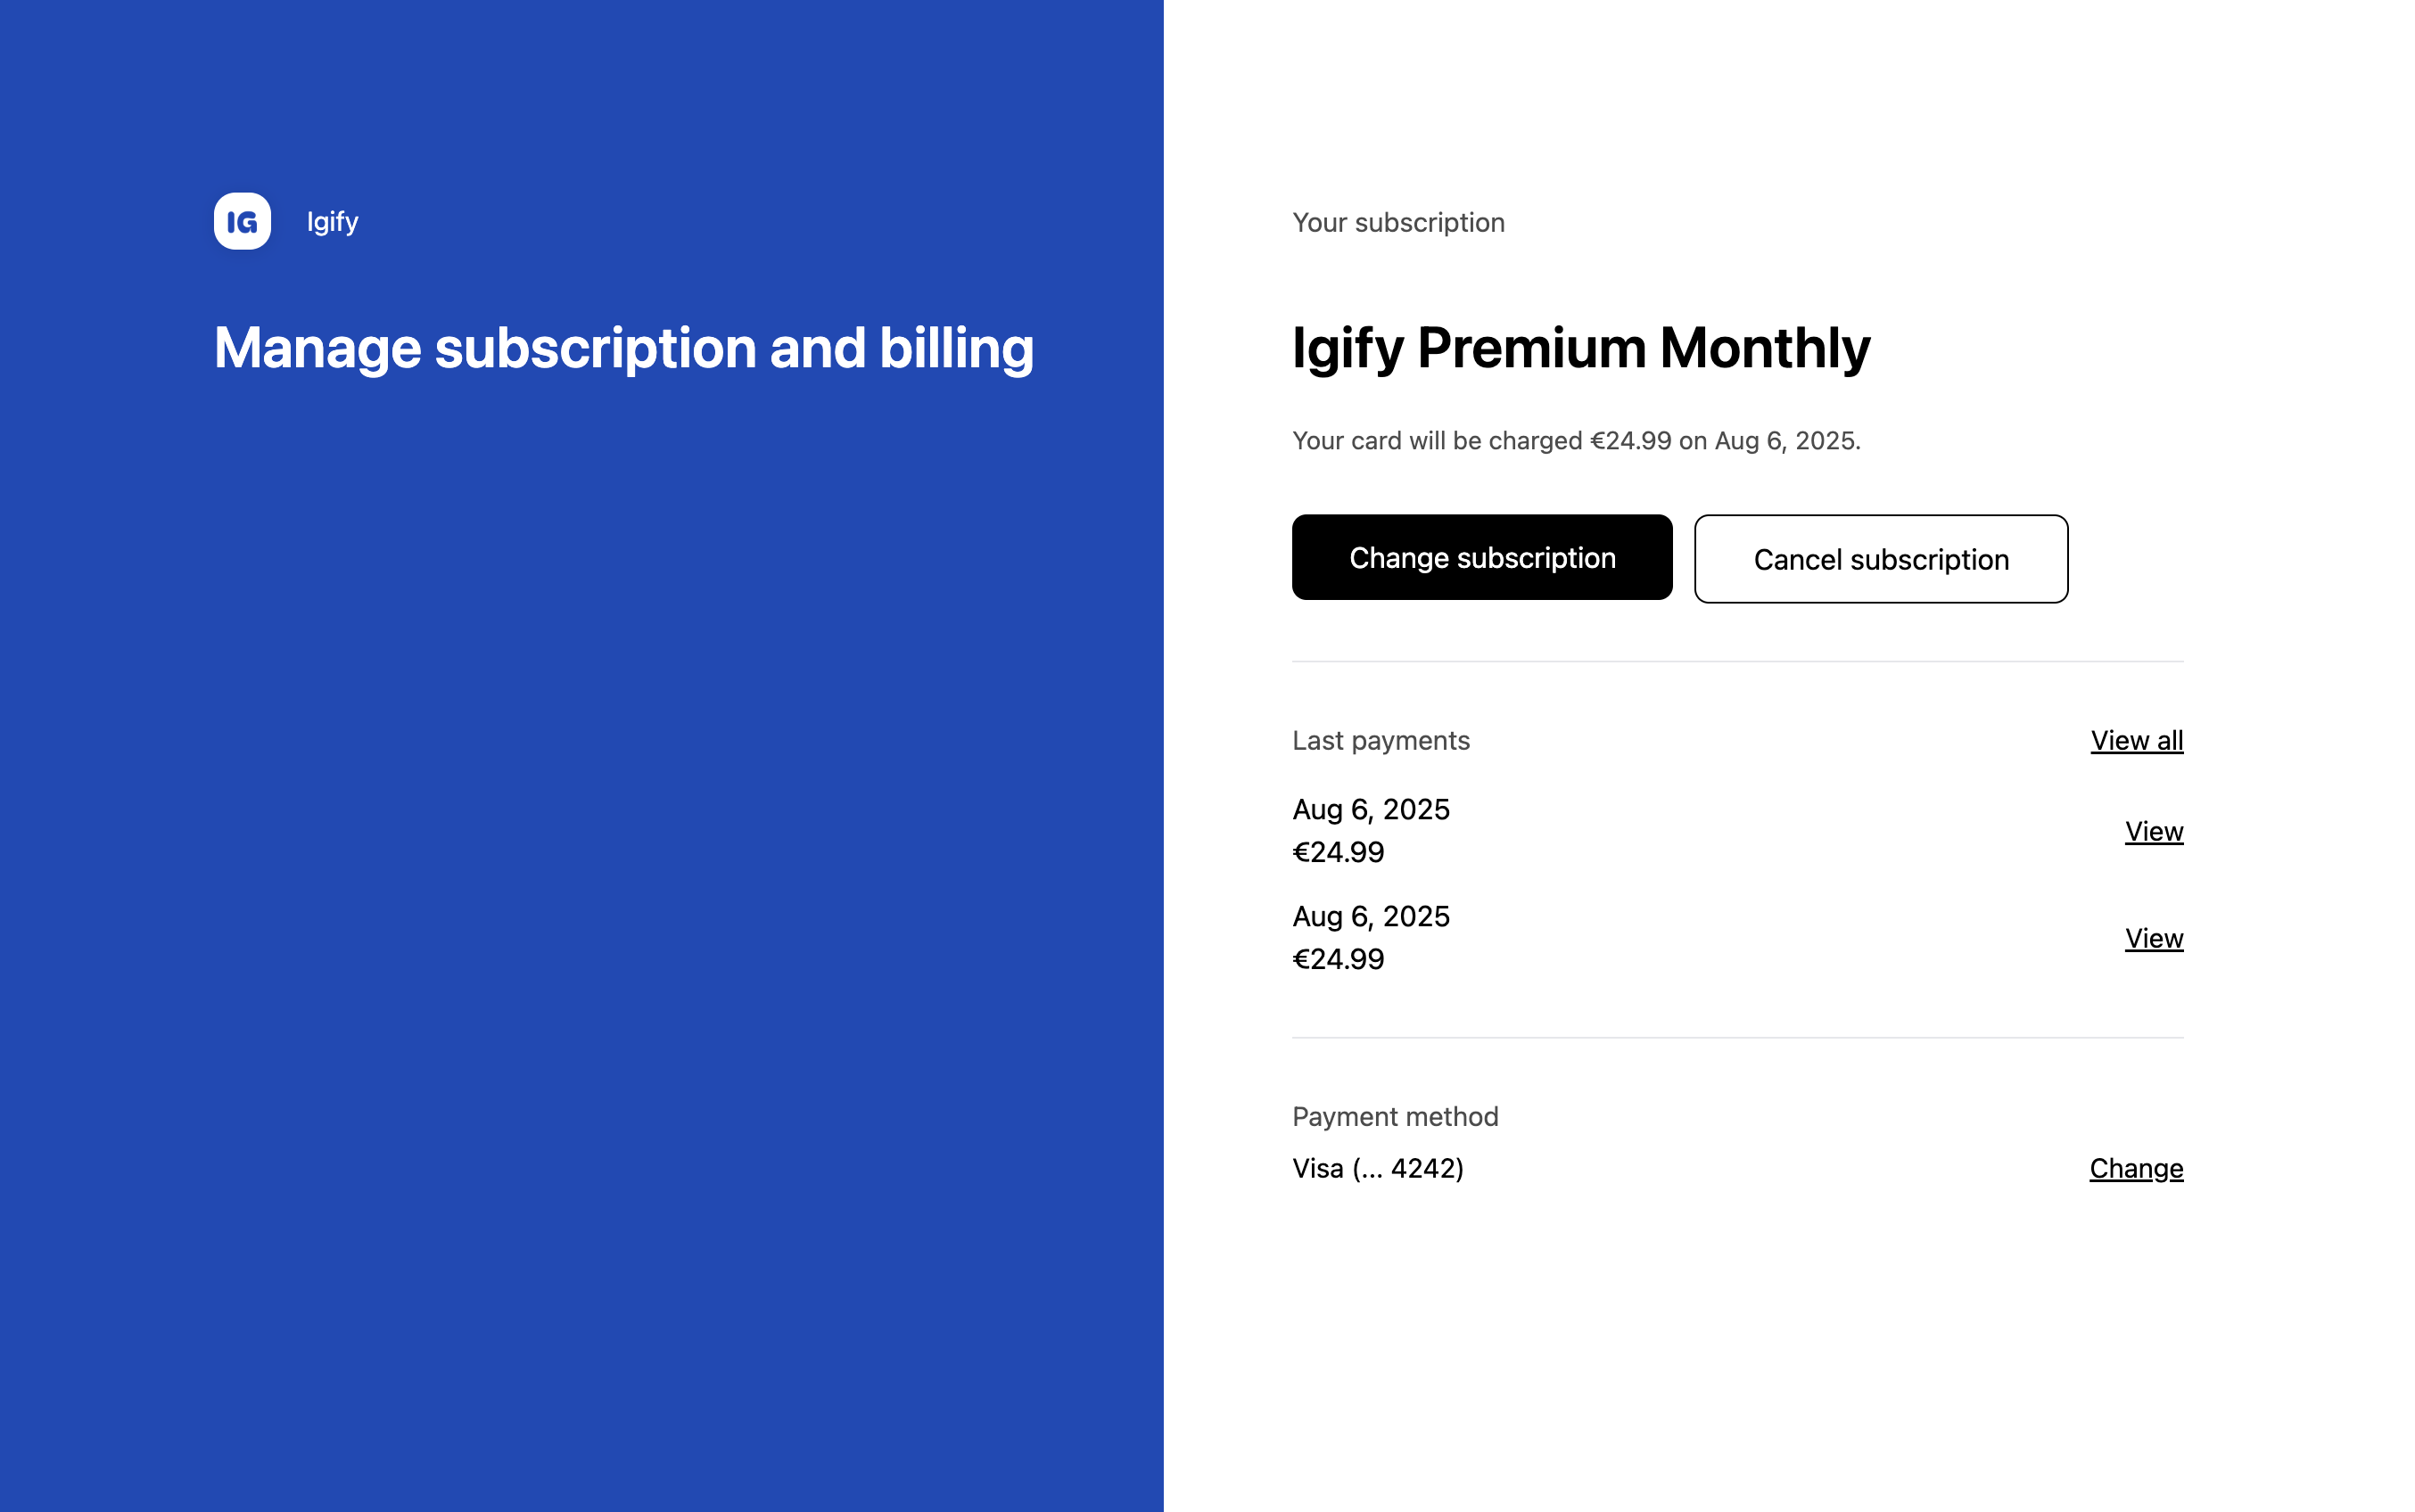 IG
Igify
Manage subscription and billing
Your subscription
Igify Premium Monthly
Your card will be charged €24.99 on Aug 6, 2025.
Change subscription
Cancel subscription
Last payments
View all
Aug 6, 2025
€24.99
View
Aug 6, 2025
€24.99
View
Payment method
Visa (... 4242)
Change